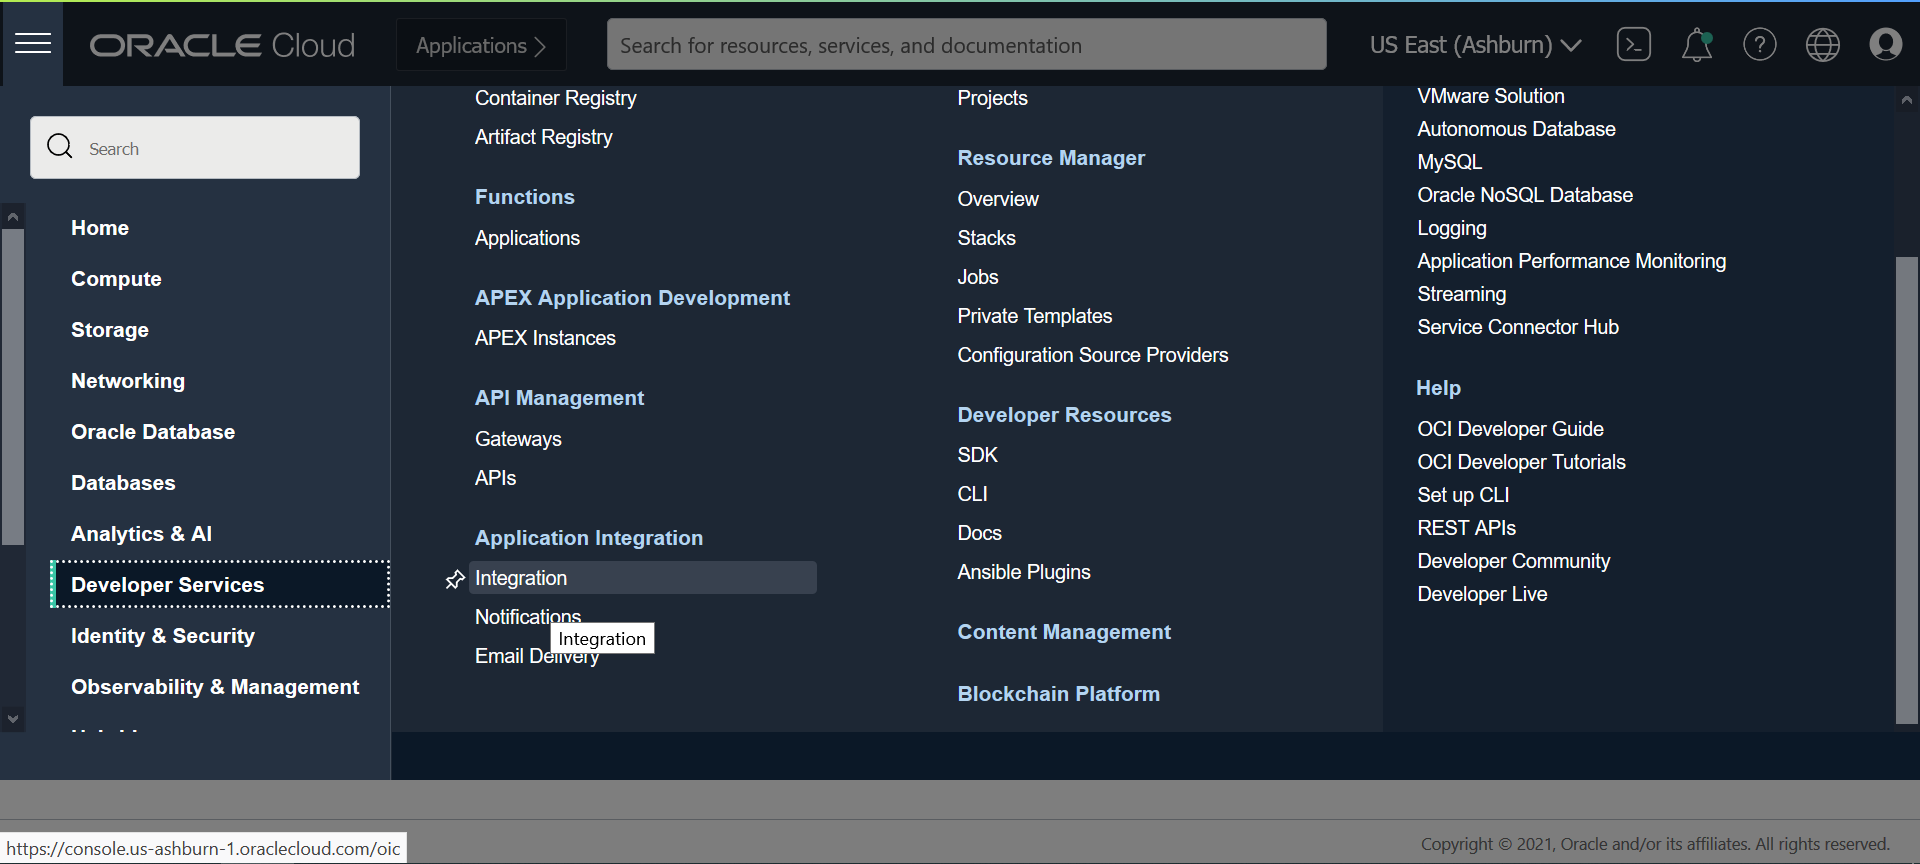 ORACLE Cloud
Applications
Search for resources, services, and documentation
US East (Ashburn)
Search
Home
Compute
Storage
Networking
Oracle Database
Databases
Analytics & AI
Developer Services
Identity & Security
Observability & Management
Container Registry
Artifact Registry
Functions
Applications
APEX Application Development
APEX Instances
API Management
Gateways
APIs
Application Integration
Integration
Notifications
Integration
Email Delivery
Projects
Resource Manager
Overview
Stacks
Jobs
Private Templates
Configuration Source Providers
Developer Resources
SDK
CLI
Docs
Ansible Plugins
Content Management
Blockchain Platform
VMware Solution
Autonomous Database
MySQL
Oracle NoSQL Database
Logging
Application Performance Monitoring
Streaming
Service Connector Hub
Help
OCI Developer Guide
OCI Developer Tutorials
Set up CLI
REST APIs
Developer Community
Developer Live
https://console.us-ashburn-1.oraclecloud.com/oic
Copyright © 2021, Oracle and/or its affiliates. All rights reserved.